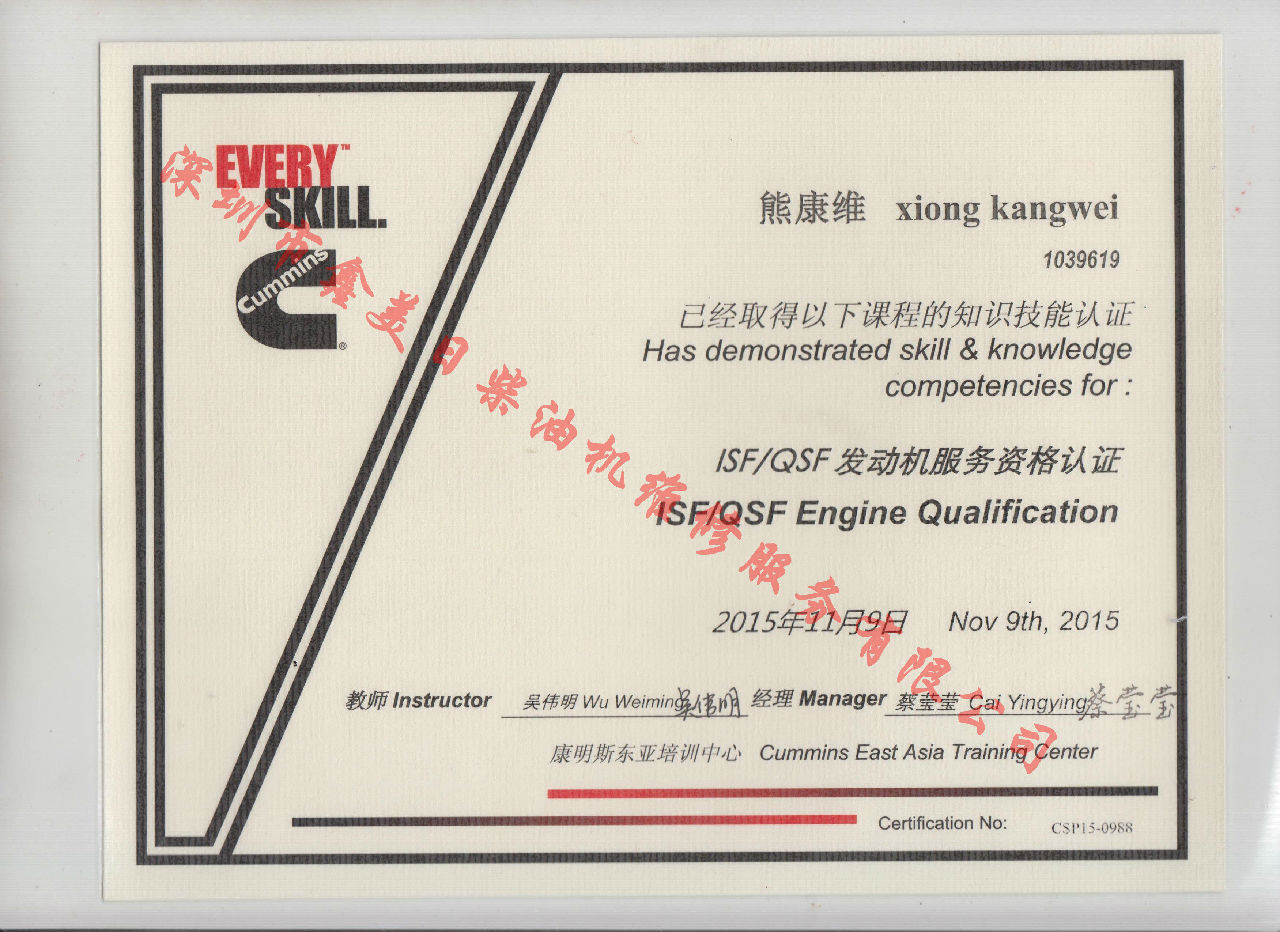 EVERY™
SKILL.
Cummins
®
熊康维 xiong kangwei
1039619
已经取得以下课程的知识技能认证
Has demonstrated skill & knowledge
competencies for :
ISF/QSF 发动机服务资格认证
ISF/QSF Engine Qualification
2015年11月9日 Nov 9th, 2015
教师 Instructor 吴伟明 Wu Weiming 吴伟明 经理 Manager 蔡莹莹 Cai Yingying 蔡莹莹
康明斯东亚培训中心 Cummins East Asia Training Center
Certification No: CSP15-0988
深圳市鑫美日柴油机维修服务有限公司